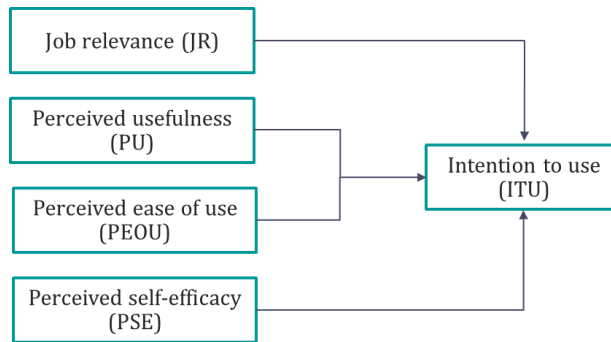 Job relevance (JR)
Perceived usefulness
(PU)
Perceived ease of use
(PEOU)
Perceived self-efficacy
(PSE)
Intention to use
(ITU)